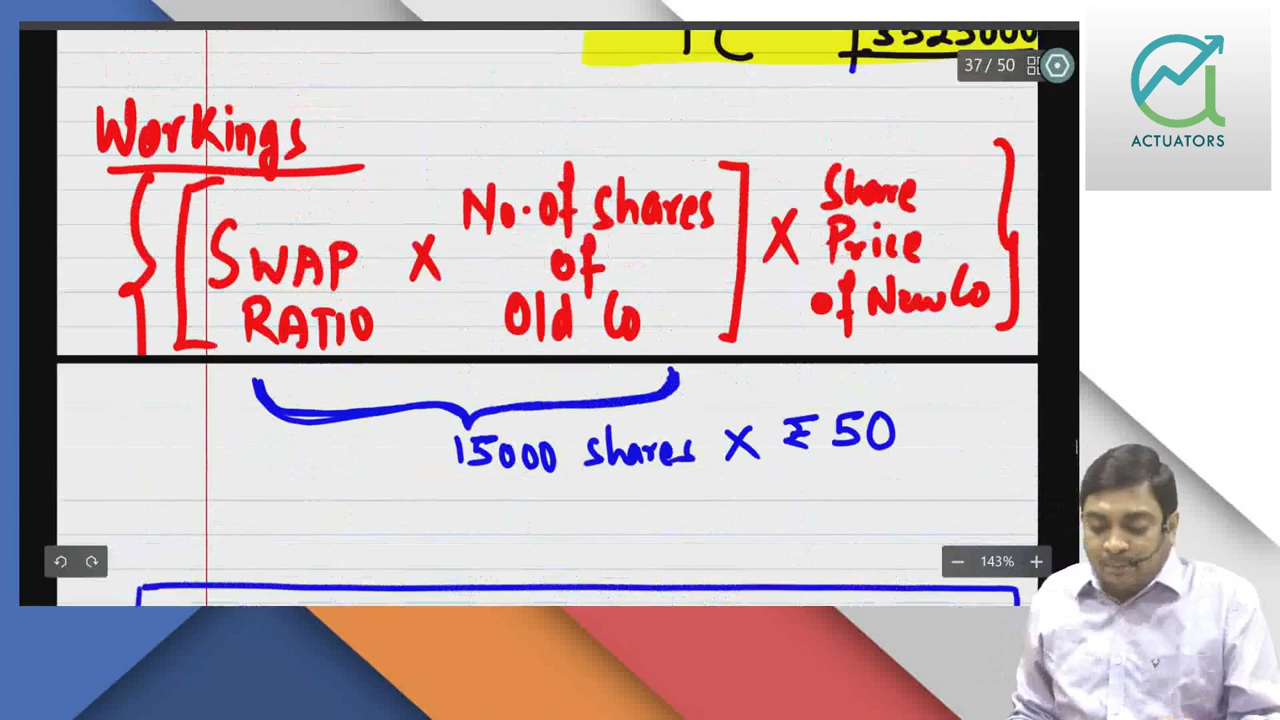 PC 3525000
37 / 50
ACTUATORS
Workings
{ [ SWAP RATIO × No. of shares of Old Co ] × Share Price of New Co }
15000 shares × ₹ 50
143%